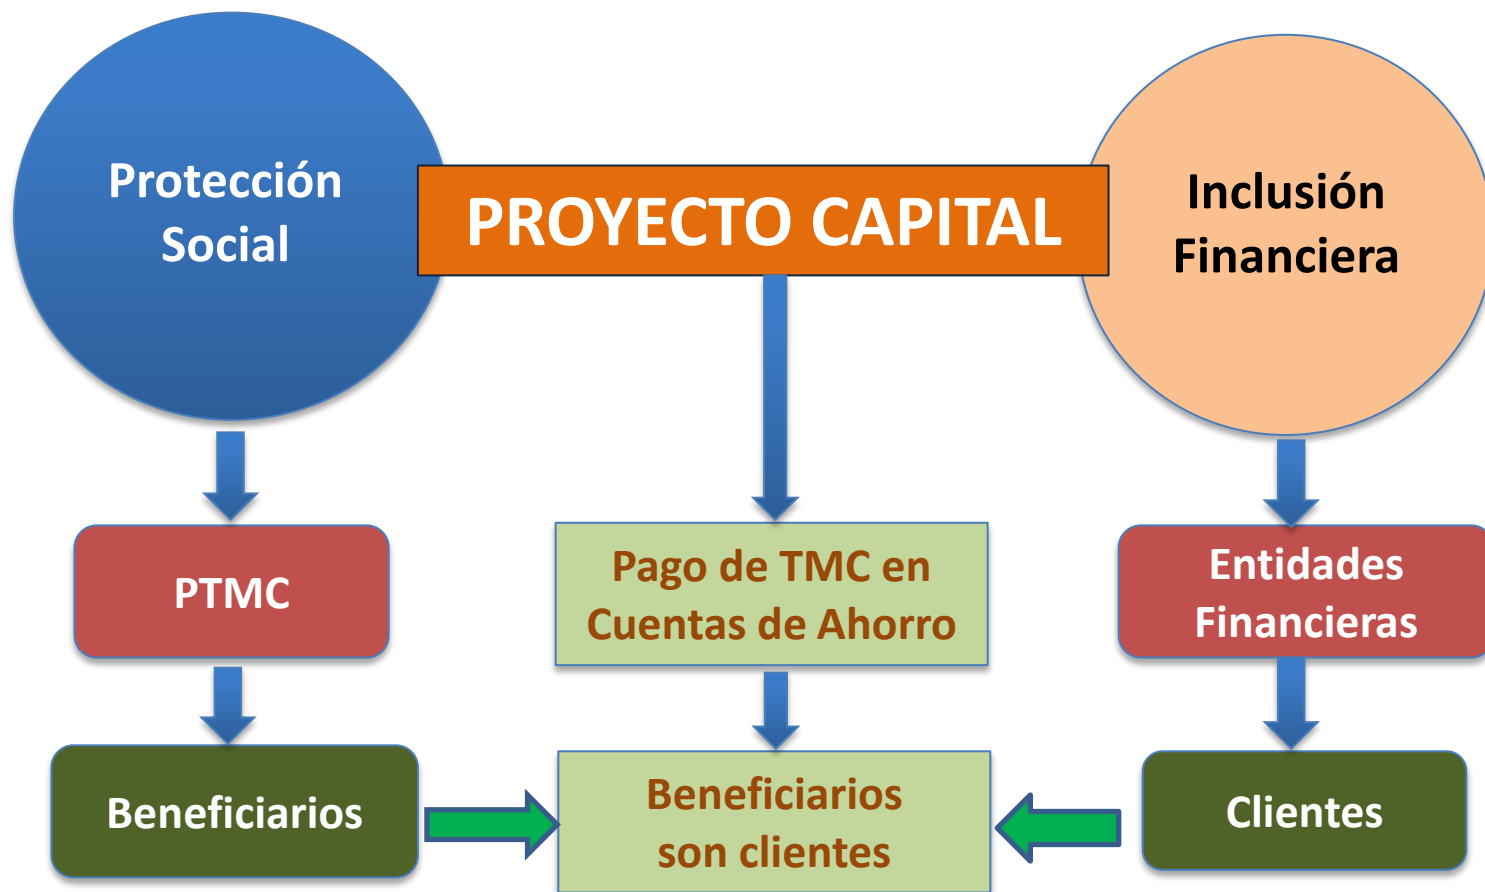 Protección
Social
PROYECTO CAPITAL
Inclusión
Financiera
PTMC
Pago de TMC en
Cuentas de Ahorro
Entidades
Financieras
Beneficiarios
Beneficiarios
son clientes
Clientes